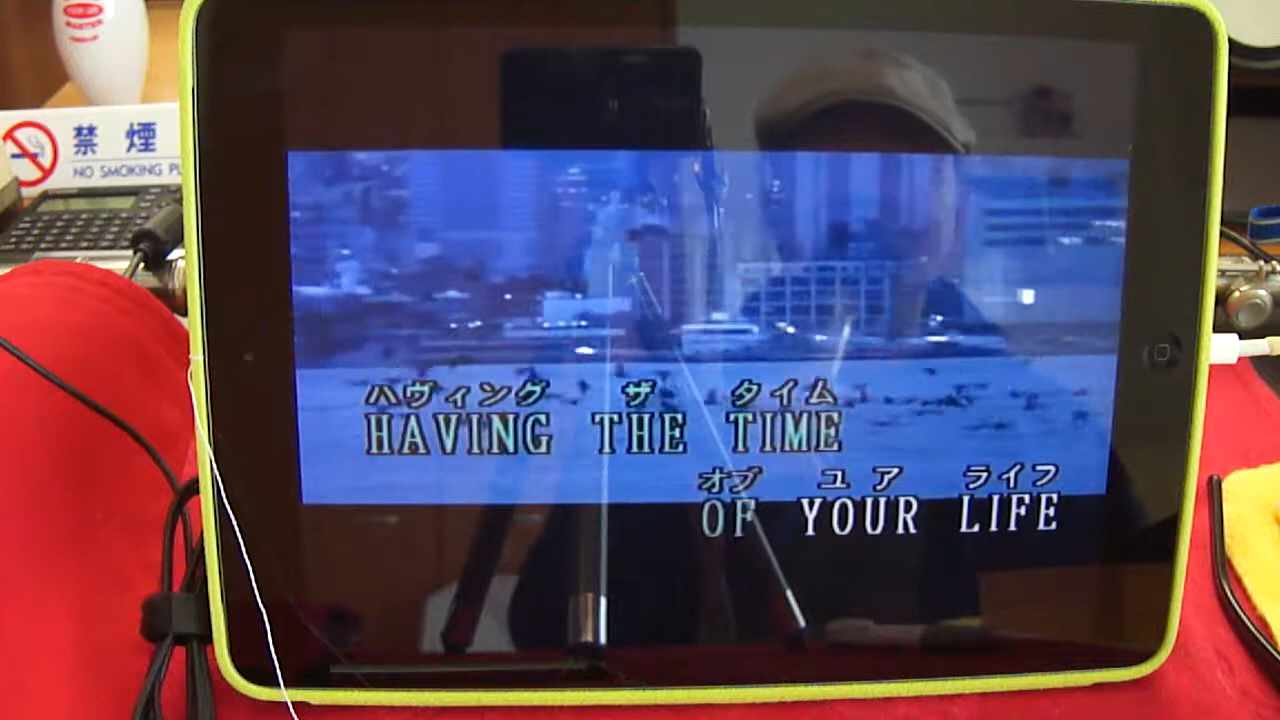 禁煙
NO SMOKING PL
ハヴィング ザ タイム
HAVING THE TIME
オブ ユア ライフ
OF YOUR LIFE